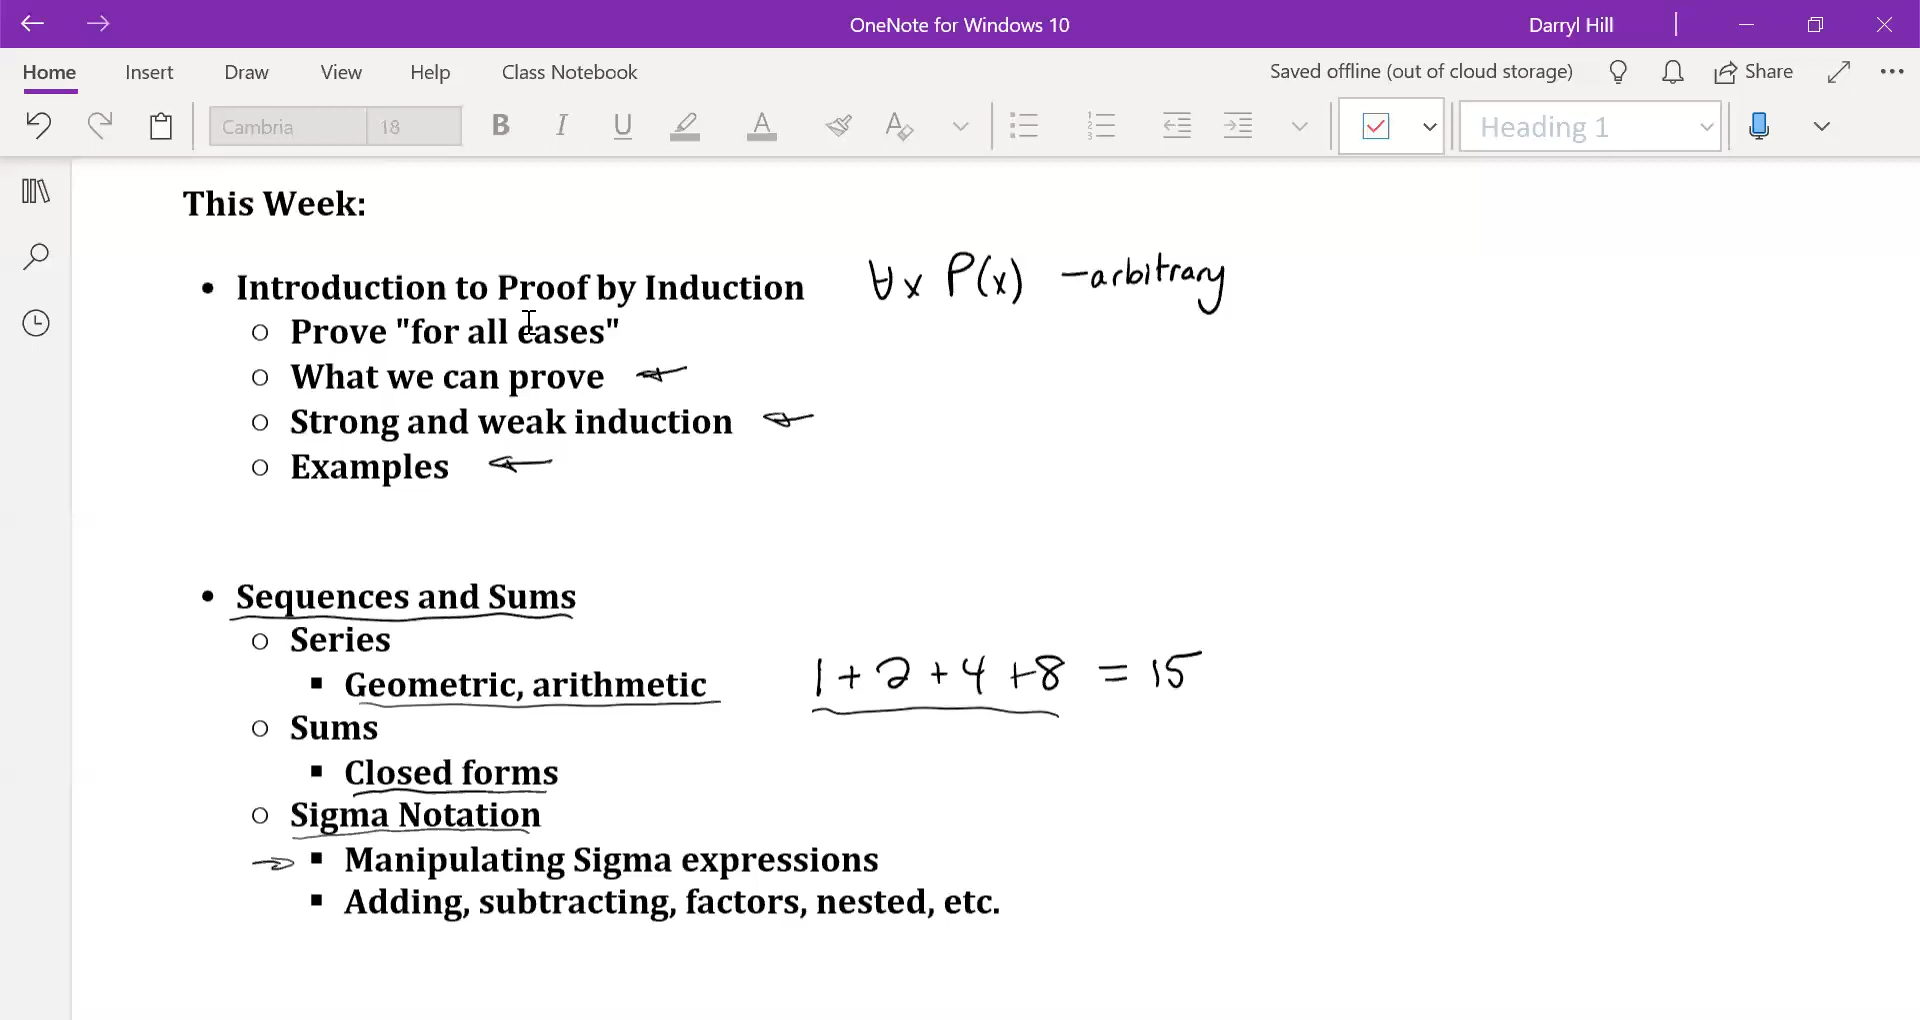 OneNote for Windows 10
Darryl Hill
Home Insert Draw View Help Class Notebook
Saved offline (out of cloud storage)
Share
Cambria 18
B I U A A
Heading 1
This Week:
• Introduction to Proof by Induction ∀x P(x) - arbitrary
o Prove "for all cases"
o What we can prove ←
o Strong and weak induction ←
o Examples ←
• Sequences and Sums
o Series
▪ Geometric, arithmetic 1 + 2 + 4 + 8 = 15
o Sums
▪ Closed forms
o Sigma Notation
→ ▪ Manipulating Sigma expressions
▪ Adding, subtracting, factors, nested, etc.